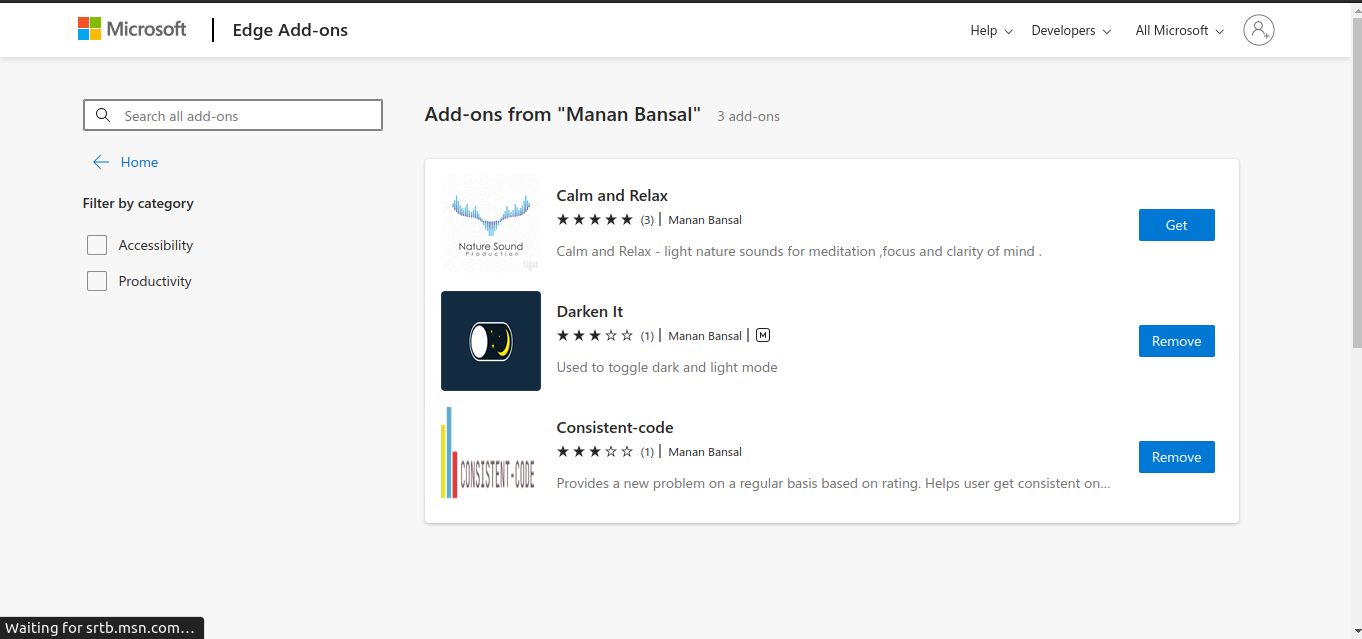 Microsoft | Edge Add-ons Help Developers All Microsoft
Search all add-ons
Home
Filter by category
Accessibility
Productivity
Add-ons from "Manan Bansal" 3 add-ons
Nature Sound
Production
Calm and Relax
★★★★★ (3) | Manan Bansal
Calm and Relax - light nature sounds for meditation ,focus and clarity of mind .
Get
Darken It
★★★☆☆ (1) | Manan Bansal | M
Used to toggle dark and light mode
Remove
CONSISTENT-CODE
Consistent-code
★★★☆☆ (1) | Manan Bansal
Provides a new problem on a regular basis based on rating. Helps user get consistent on...
Remove
Waiting for srtb.msn.com...